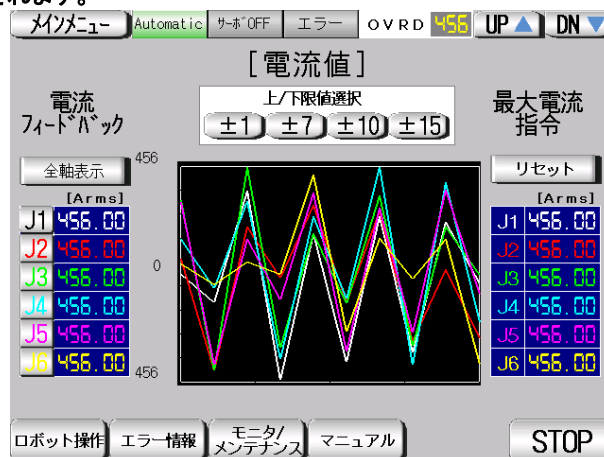 れます。
メインメニュー Automatic サーボOFF エラー OVRD 456 UP▲ DN▼
[電流値]
電流
フィードバック
上/下限値選択
±1 ±7 ±10 ±15
最大電流
指令
全軸表示
456
リセット
[Arms]
[Arms]
J1 456.00
J1 456.00
J2 456.00
J2 456.00
J3 456.00
0
J3 456.00
J4 456.00
J4 456.00
J5 456.00
J5 456.00
J6 456.00
456
J6 456.00
ロボット操作 エラー情報 モニタ/
メンテナンス マニュアル STOP